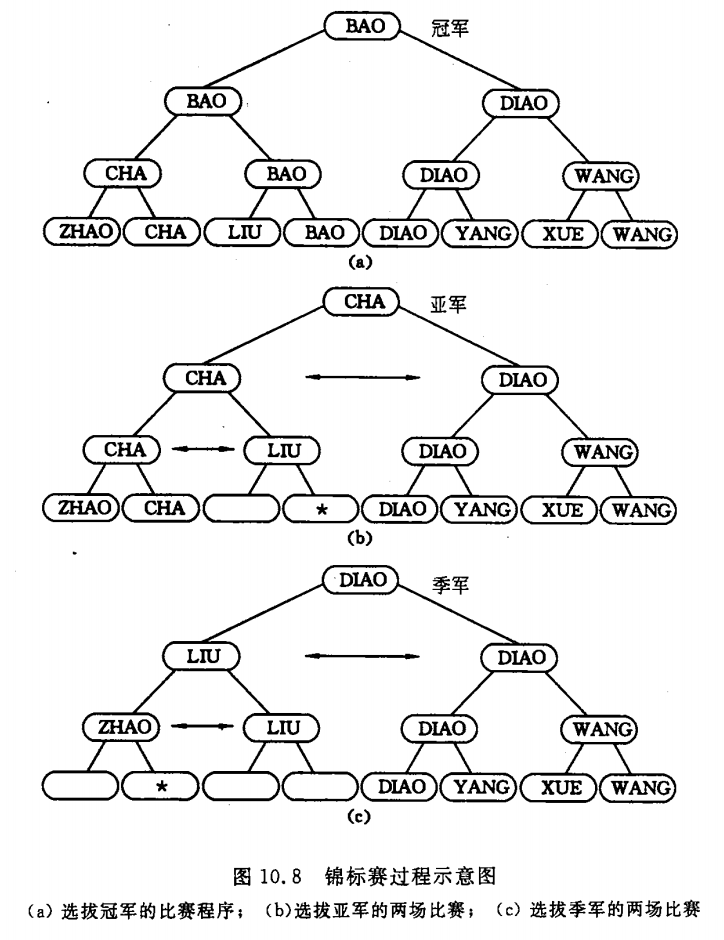 BAO 冠军
BAO DIAO
CHA BAO DIAO WANG
ZHAO CHA LIU BAO DIAO YANG XUE WANG
(a)
CHA 亚军
CHA DIAO
CHA LIU DIAO WANG
ZHAO CHA * DIAO YANG XUE WANG
(b)
DIAO 季军
LIU DIAO
ZHAO LIU DIAO WANG
* DIAO YANG XUE WANG
(c)
图 10.8 锦标赛过程示意图
(a) 选拔冠军的比赛程序; (b)选拔亚军的两场比赛; (c) 选拔季军的两场比赛